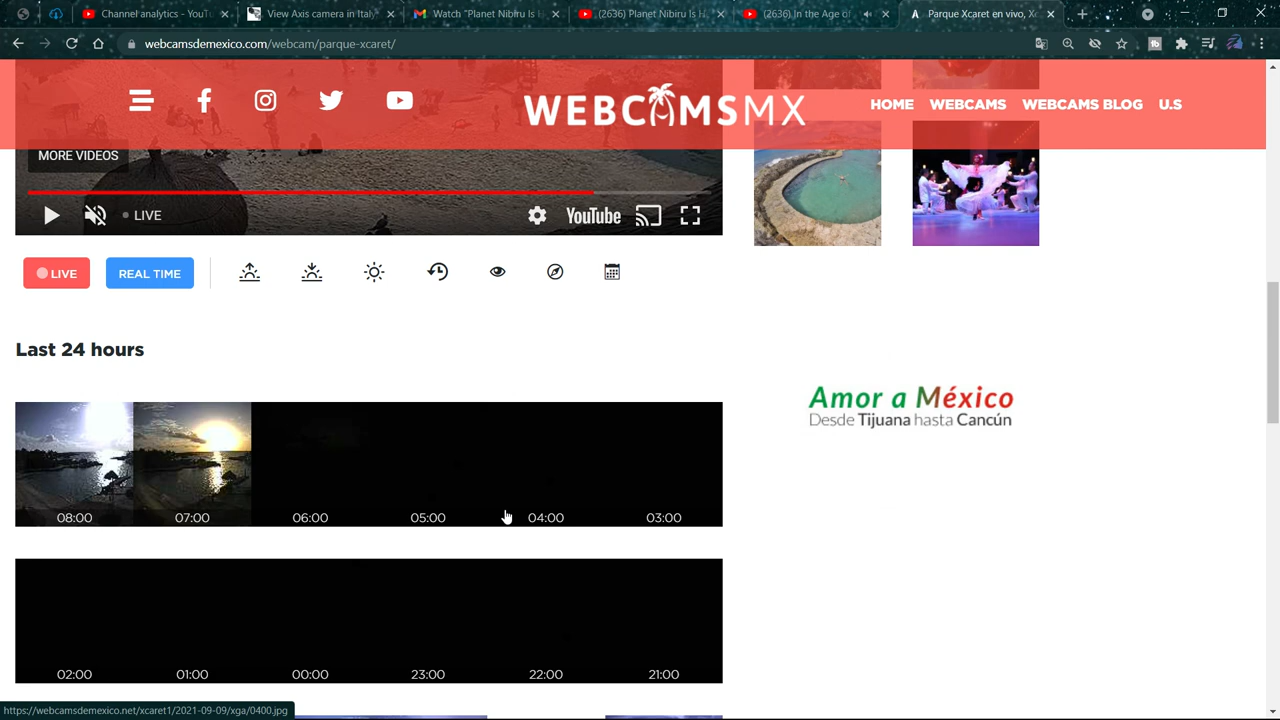 Channel analytics - YouTu
View Axis camera in Italy
Watch "Planet Nibiru Is H
(2636) Planet Nibiru Is H
(2636) In the Age of
Parque Xcaret en vivo, Xc
webcamsdemexico.com/webcam/parque-xcaret/
WEBCAMSMX
HOME WEBCAMS WEBCAMS BLOG U.S
MORE VIDEOS
LIVE
YouTube
LIVE
REAL TIME
Last 24 hours
Amor a México
Desde Tijuana hasta Cancún
08:00 07:00 06:00 05:00 04:00 03:00
02:00 01:00 00:00 23:00 22:00 21:00
https://webcamsdemexico.net/xcaret1/2021-09-09/xga/0400.jpg